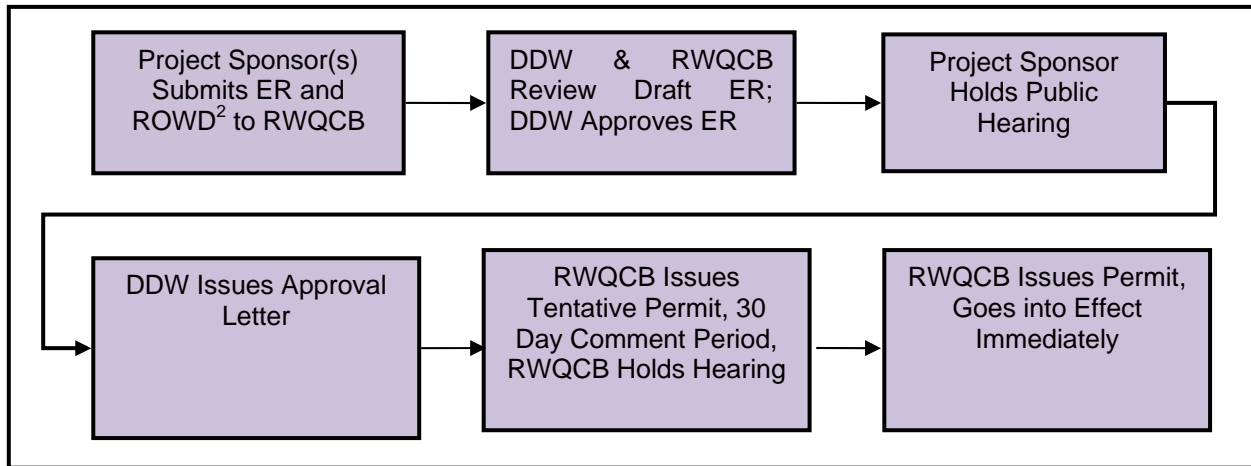 Project Sponsor(s)
Submits ER and
ROWD² to RWQCB
DDW & RWQCB
Review Draft ER;
DDW Approves ER
Project Sponsor
Holds Public
Hearing
DDW Issues Approval
Letter
RWQCB Issues
Tentative Permit, 30
Day Comment Period,
RWQCB Holds Hearing
RWQCB Issues Permit,
Goes into Effect
Immediately